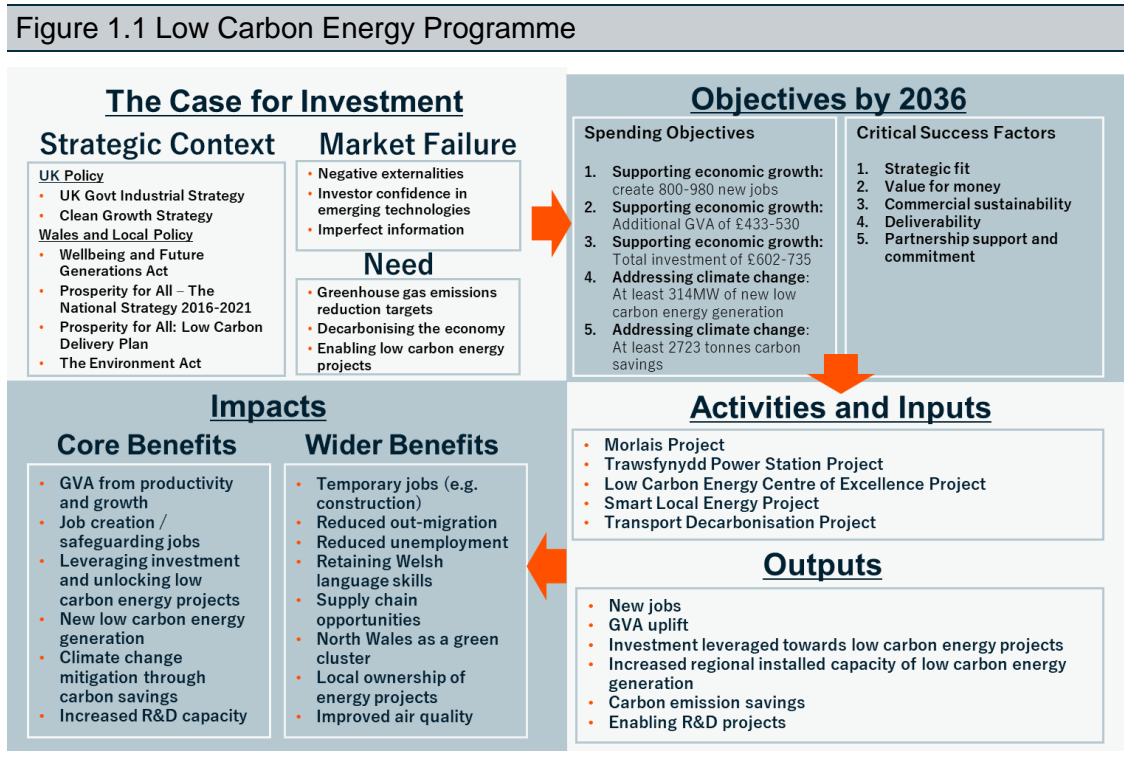 Figure 1.1 Low Carbon Energy Programme
The Case for Investment
Strategic Context
UK Policy
• UK Govt Industrial Strategy
• Clean Growth Strategy
Wales and Local Policy
• Wellbeing and Future
Generations Act
• Prosperity for All – The
National Strategy 2016-2021
• Prosperity for All: Low Carbon
Delivery Plan
• The Environment Act
Market Failure
• Negative externalities
• Investor confidence in
emerging technologies
• Imperfect information
Need
• Greenhouse gas emissions
reduction targets
• Decarbonising the economy
• Enabling low carbon energy
projects
Objectives by 2036
Spending Objectives
1. Supporting economic growth:
create 800-980 new jobs
2. Supporting economic growth:
Additional GVA of £433-530
3. Supporting economic growth:
Total investment of £602-735
4. Addressing climate change:
At least 314MW of new low
carbon energy generation
5. Addressing climate change:
At least 2723 tonnes carbon
savings
Critical Success Factors
1. Strategic fit
2. Value for money
3. Commercial sustainability
4. Deliverability
5. Partnership support and
commitment
Activities and Inputs
• Morlais Project
• Trawsfynydd Power Station Project
• Low Carbon Energy Centre of Excellence Project
• Smart Local Energy Project
• Transport Decarbonisation Project
Outputs
• New jobs
• GVA uplift
• Investment leveraged towards low carbon energy projects
• Increased regional installed capacity of low carbon energy
generation
• Carbon emission savings
• Enabling R&D projects
Impacts
Core Benefits
• GVA from productivity
and growth
• Job creation /
safeguarding jobs
• Leveraging investment
and unlocking low
carbon energy projects
• New low carbon energy
generation
• Climate change
mitigation through
carbon savings
• Increased R&D capacity
Wider Benefits
• Temporary jobs (e.g.
construction)
• Reduced out-migration
• Reduced unemployment
• Retaining Welsh
language skills
• Supply chain
opportunities
• North Wales as a green
cluster
• Local ownership of
energy projects
• Improved air quality